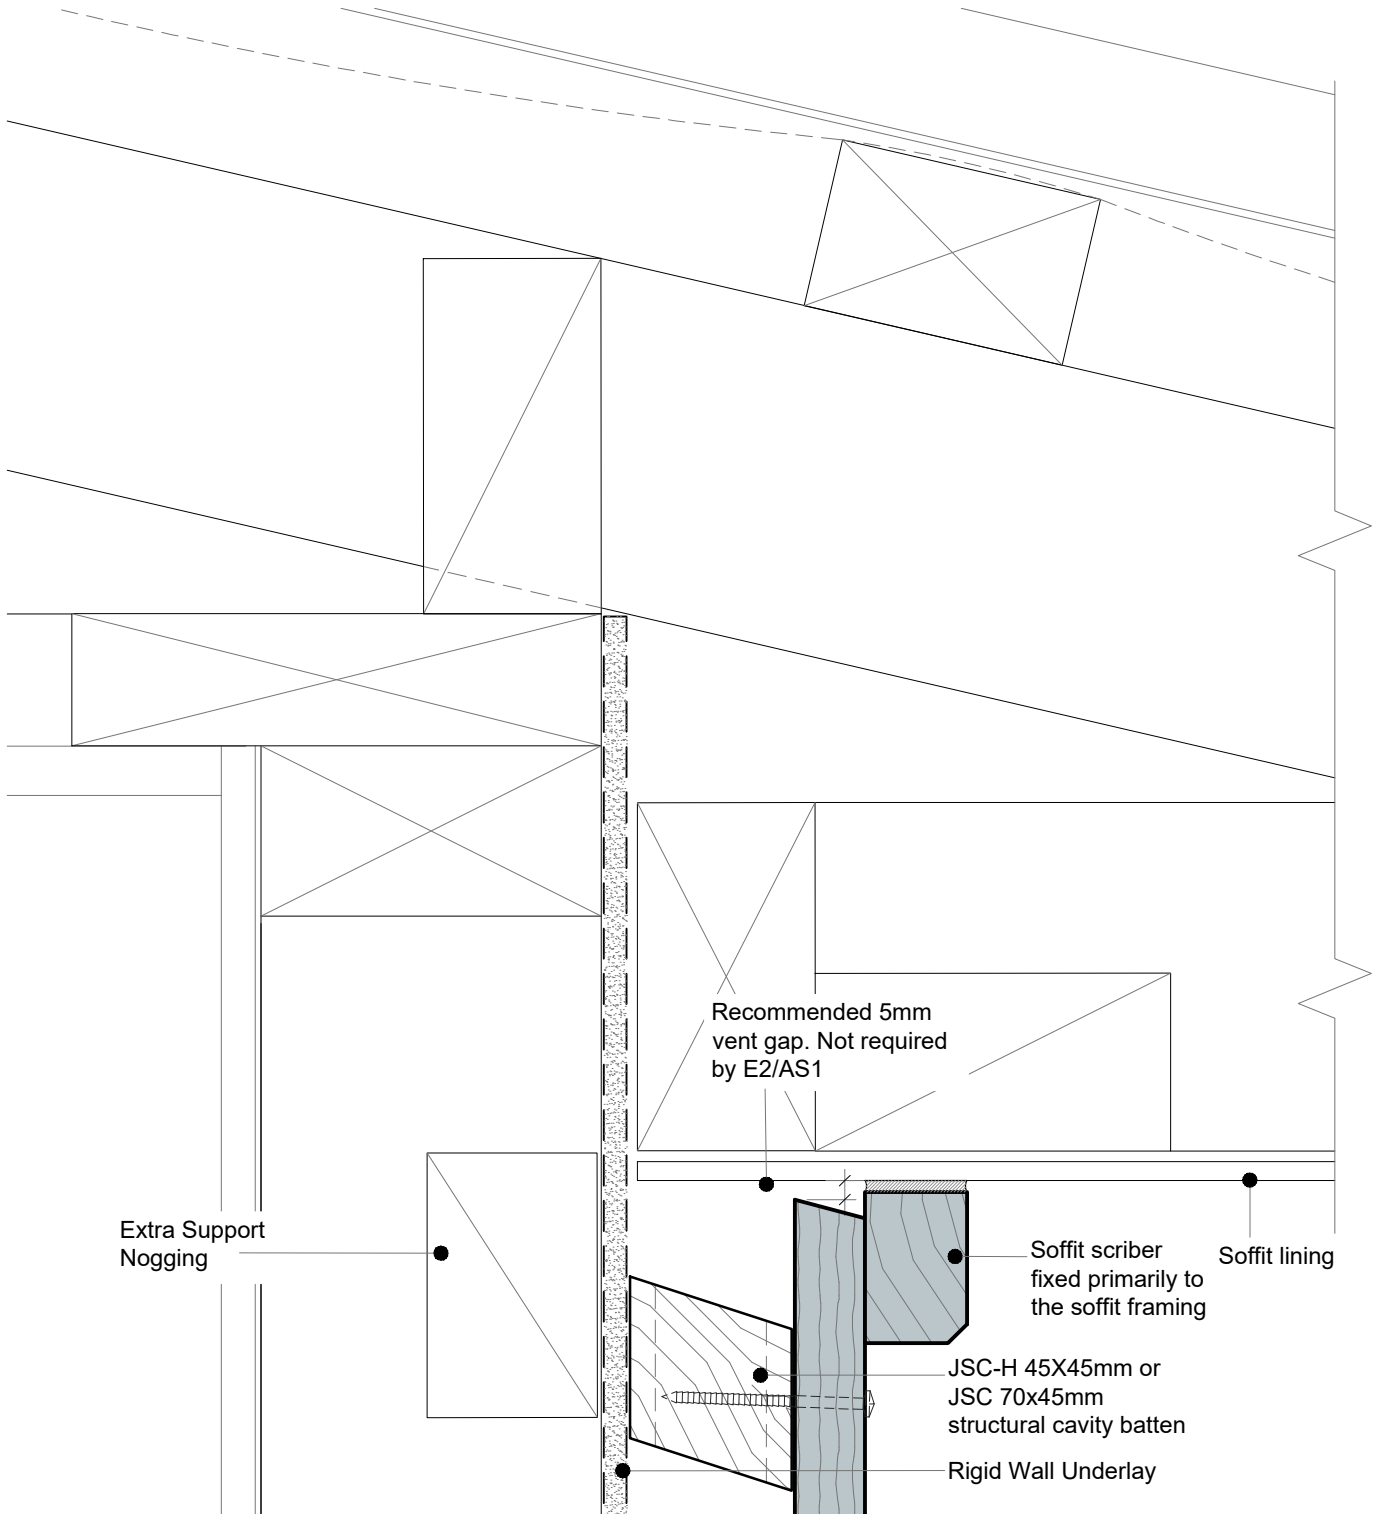 Recommended 5mm
vent gap. Not required
by E2/AS1
Extra Support
Nogging
Soffit scriber
fixed primarily to
the soffit framing
Soffit lining
JSC-H 45X45mm or
JSC 70x45mm
structural cavity batten
Rigid Wall Underlay